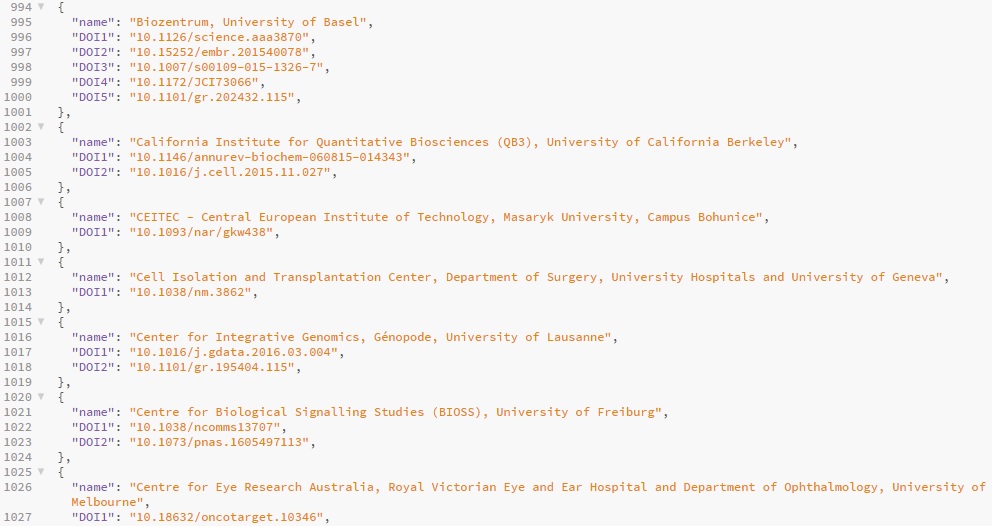 994 {
995 "name": "Biozentrum, University of Basel",
996 "DOI1": "10.1126/science.aaa3870",
997 "DOI2": "10.15252/embr.201540078",
998 "DOI3": "10.1007/s00109-015-1326-7",
999 "DOI4": "10.1172/JCI73066",
1000 "DOI5": "10.1101/gr.202432.115",
1001 },
1002 {
1003 "name": "California Institute for Quantitative Biosciences (QB3), University of California Berkeley",
1004 "DOI1": "10.1146/annurev-biochem-060815-014343",
1005 "DOI2": "10.1016/j.cell.2015.11.027",
1006 },
1007 {
1008 "name": "CEITEC – Central European Institute of Technology, Masaryk University, Campus Bohunice",
1009 "DOI1": "10.1093/nar/gkw438",
1010 },
1011 {
1012 "name": "Cell Isolation and Transplantation Center, Department of Surgery, University Hospitals and University of Geneva",
1013 "DOI1": "10.1038/nm.3862",
1014 },
1015 {
1016 "name": "Center for Integrative Genomics, Génopode, University of Lausanne",
1017 "DOI1": "10.1016/j.gdata.2016.03.004",
1018 "DOI2": "10.1101/gr.195404.115",
1019 },
1020 {
1021 "name": "Centre for Biological Signalling Studies (BIOSS), University of Freiburg",
1022 "DOI1": "10.1038/ncomms13707",
1023 "DOI2": "10.1073/pnas.1605497113",
1024 },
1025 {
1026 "name": "Centre for Eye Research Australia, Royal Victorian Eye and Ear Hospital and Department of Ophthalmology, University of
Melbourne",
1027 "DOI1": "10.18632/oncotarget.10346",